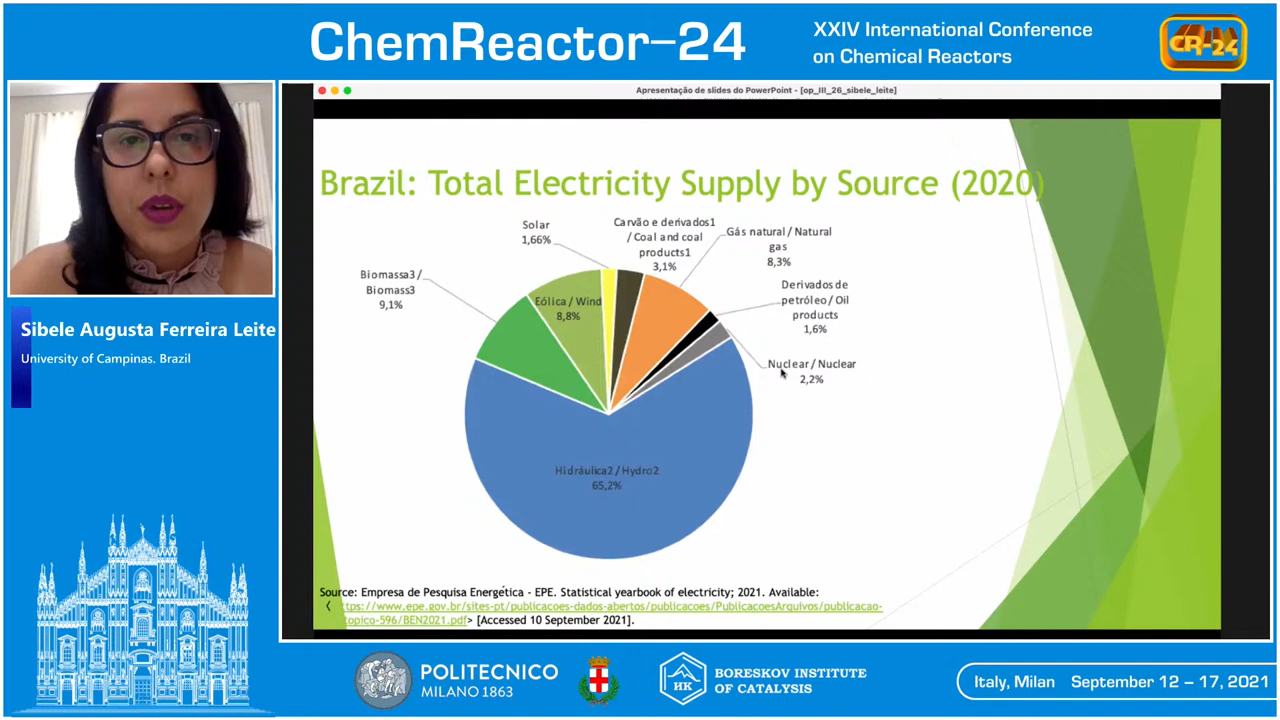 ChemReactor–24
XXIV International Conference
on Chemical Reactors
CR-24
Apresentação de slides do PowerPoint - [op_III_26_sibele_leite]
Brazil: Total Electricity Supply by Source (2020)
Solar
1,66%
Carvão e derivados1
/ Coal and coal
products1
3,1%
Gás natural / Natural
gas
8,3%
Biomassa3 /
Biomass3
9,1%
Eólica / Wind
8,8%
Derivados de
petróleo / Oil
products
1,6%
Nuclear / Nuclear
2,2%
Hidráulica2 / Hydro2
65,2%
Source: Empresa de Pesquisa Energética - EPE. Statistical yearbook of electricity; 2021. Available:
ttps://www.epe.gov.br/sites-pt/publicacoes-dados-abertos/publicacoes/PublicacoesArquivos/publicacao-
topico-596/BEN2021.pdf> [Accessed 10 September 2021].
Sibele Augusta Ferreira Leite
University of Campinas. Brazil
POLITECNICO
MILANO 1863
НК
BORESKOV INSTITUTE
OF CATALYSIS
Italy, Milan September 12 – 17, 2021